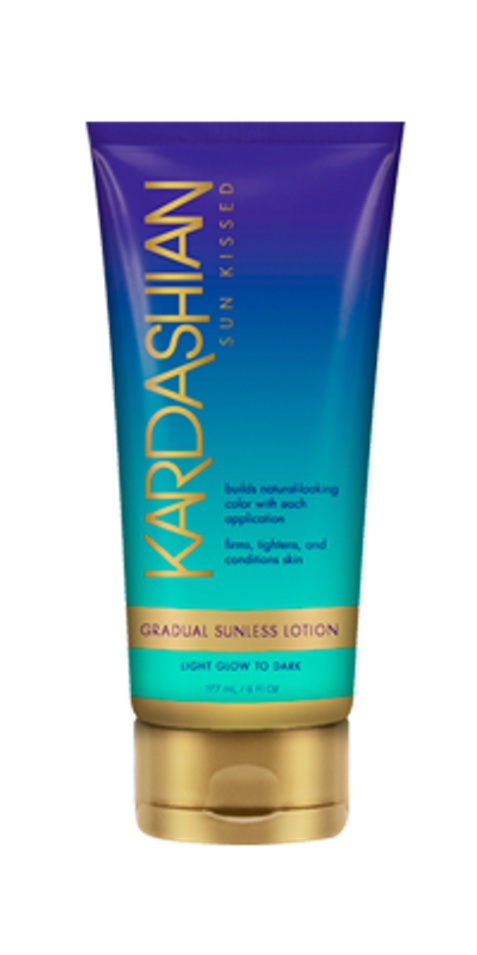 KARDASHIAN
SUN KISSED
builds natural-looking
color with each
application
firms, tightens, and
conditions skin
GRADUAL SUNLESS LOTION
LIGHT GLOW TO DARK
177 mL / 6 Fl Oz